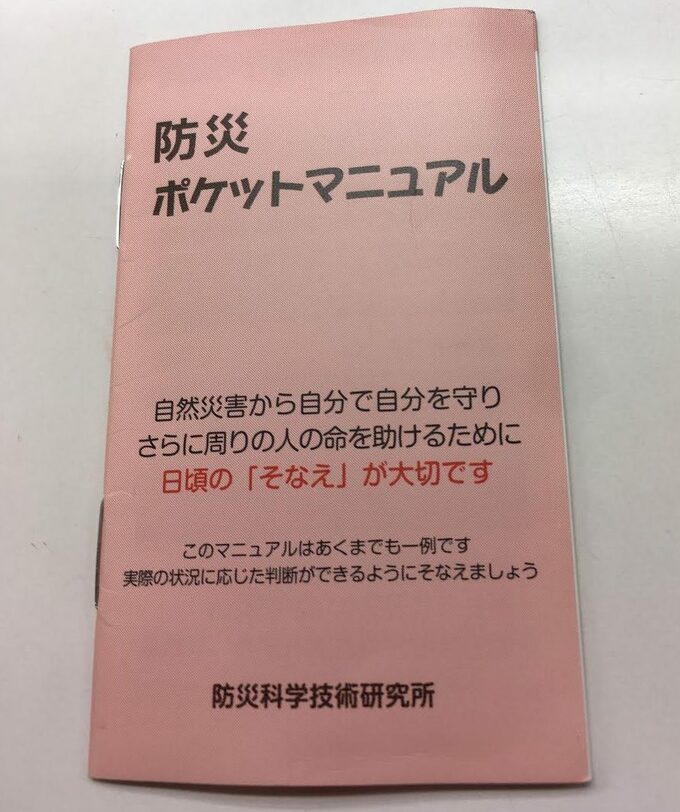 防災
ポケットマニュアル
自然災害から自分で自分を守り
さらに周りの人の命を助けるために
日頃の「そなえ」が大切です
このマニュアルはあくまでも一例です
実際の状況に応じた判断ができるようにそなえましょう
防災科学技術研究所